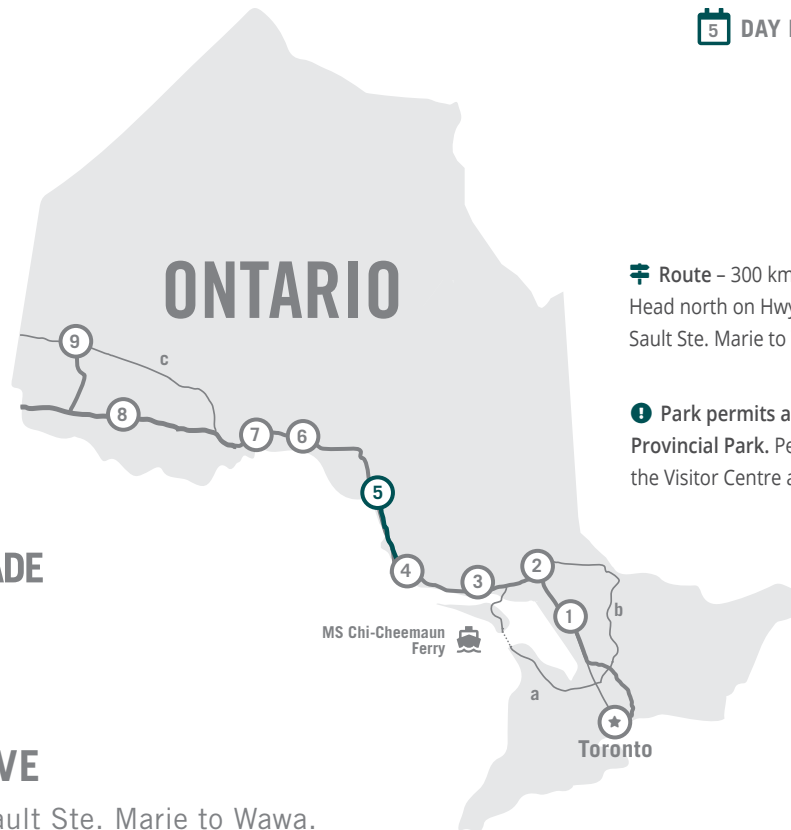 5 DAY
ONTARIO
Route – 300 km
Head north on Hwy
Sault Ste. Marie to
9
c
8
7
6
Park permits a
Provincial Park. Pe
the Visitor Centre a
5
ADE
4
3
2
1
b
MS Chi-Cheemaun
Ferry
a
Toronto
VE
ault Ste. Marie to Wawa.